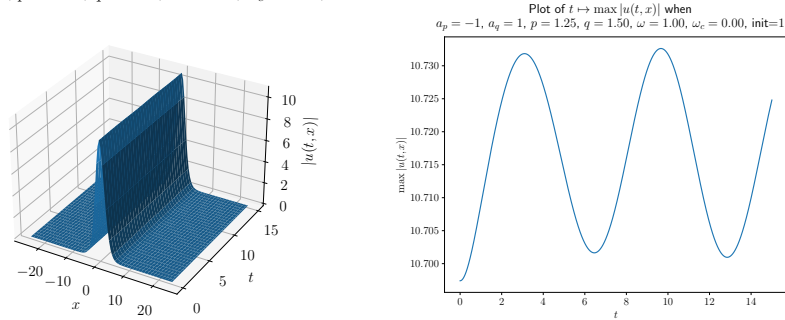 Plot of t ↦ max |u(t, x)| when
a_p = −1, a_q = 1, p = 1.25, q = 1.50, ω = 1.00, ω_c = 0.00, init=1
10
8
6
4
2
0
|u(t, x)|
15
10
5
0
t
−20
−10
0
10
20
x
10.730
10.725
10.720
10.715
10.710
10.705
10.700
max |u(t, x)|
0 2 4 6 8 10 12 14
t